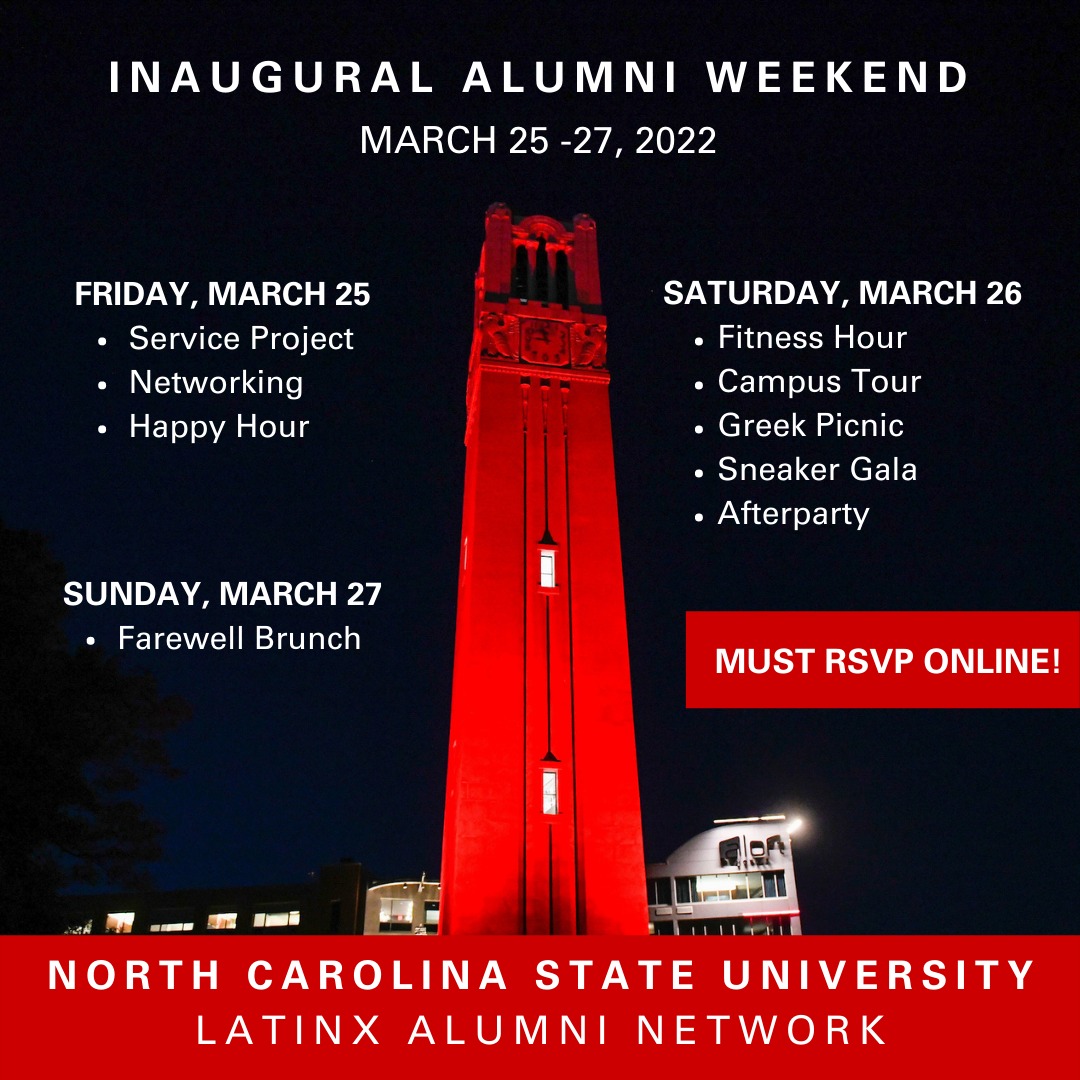 INAUGURAL ALUMNI WEEKEND
MARCH 25 -27, 2022
FRIDAY, MARCH 25
• Service Project
• Networking
• Happy Hour
SATURDAY, MARCH 26
• Fitness Hour
• Campus Tour
• Greek Picnic
• Sneaker Gala
• Afterparty
SUNDAY, MARCH 27
• Farewell Brunch
MUST RSVP ONLINE!
NORTH CAROLINA STATE UNIVERSITY
LATINX ALUMNI NETWORK